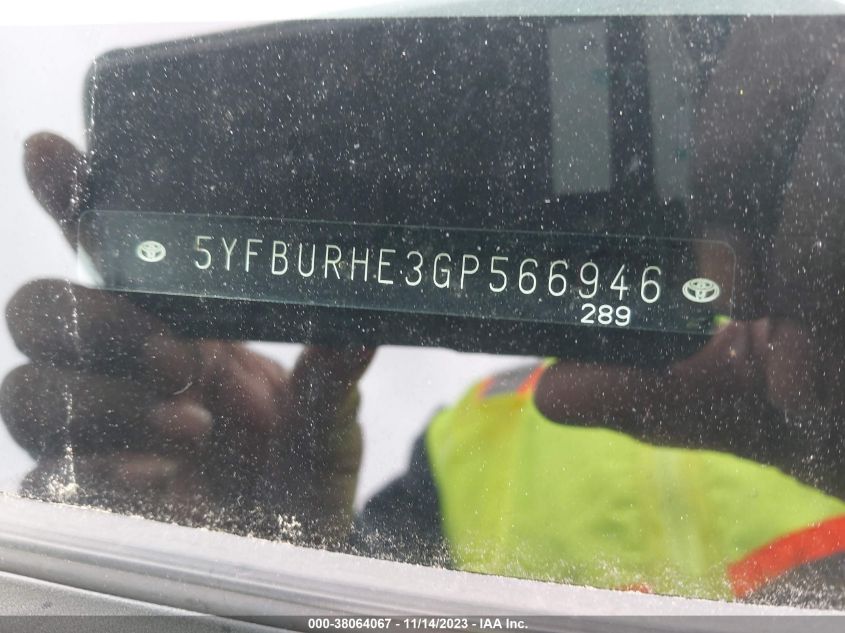 5YFBURHE3GP566946
289
000-38064067 - 11/14/2023 - IAA Inc.